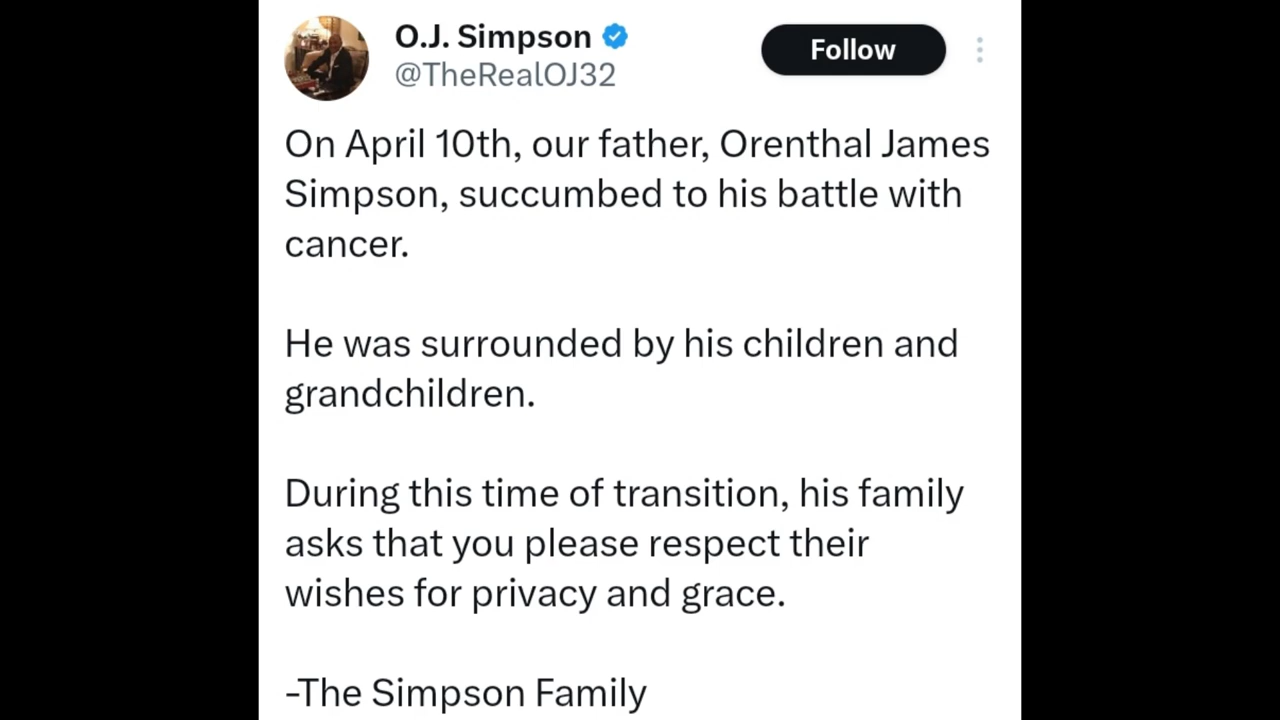 O.J. Simpson
Follow
@TheRealOJ32
On April 10th, our father, Orenthal James
Simpson, succumbed to his battle with
cancer.
He was surrounded by his children and
grandchildren.
During this time of transition, his family
asks that you please respect their
wishes for privacy and grace.
-The Simpson Family